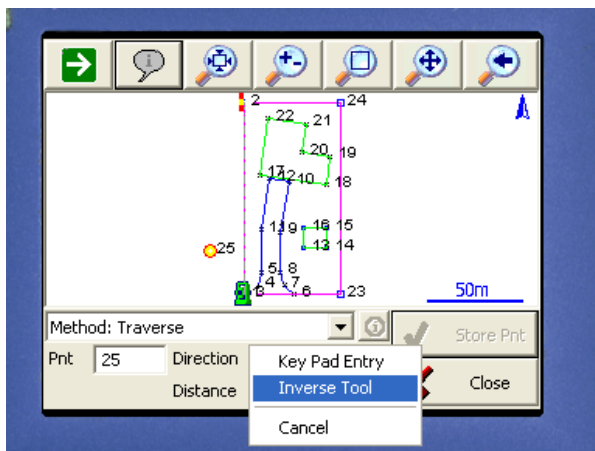 2 24
22 21
20 19
17 12 10 18
11 9 16 15
25 13 14
5 8
4 7
3 6 23 50m
Method: Traverse
Store Pnt
Pnt 25 Direction Key Pad Entry
Distance Inverse Tool Close
Cancel